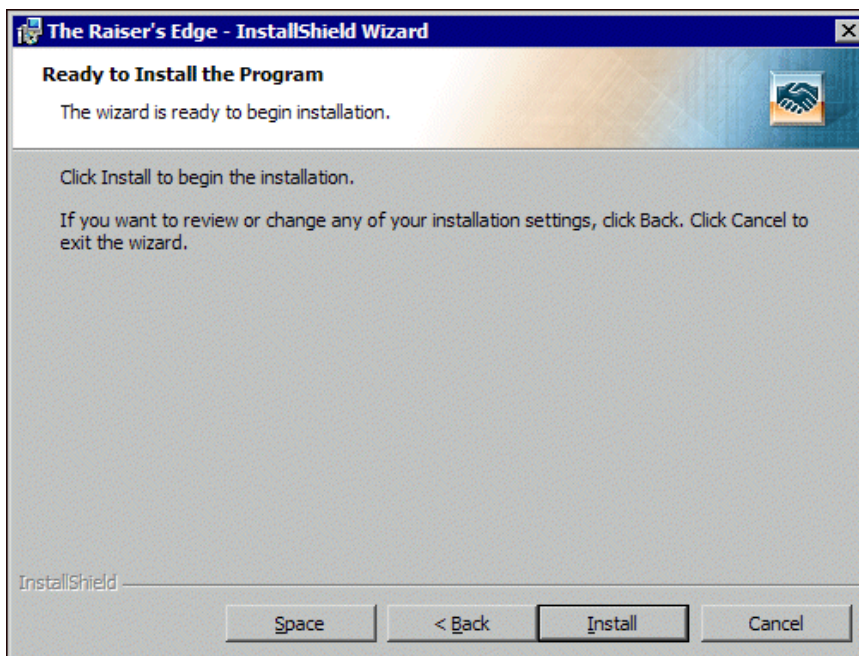 The Raiser's Edge - InstallShield Wizard
Ready to Install the Program
The wizard is ready to begin installation.
Click Install to begin the installation.
If you want to review or change any of your installation settings, click Back. Click Cancel to
exit the wizard.
InstallShield
Space < Back Install Cancel